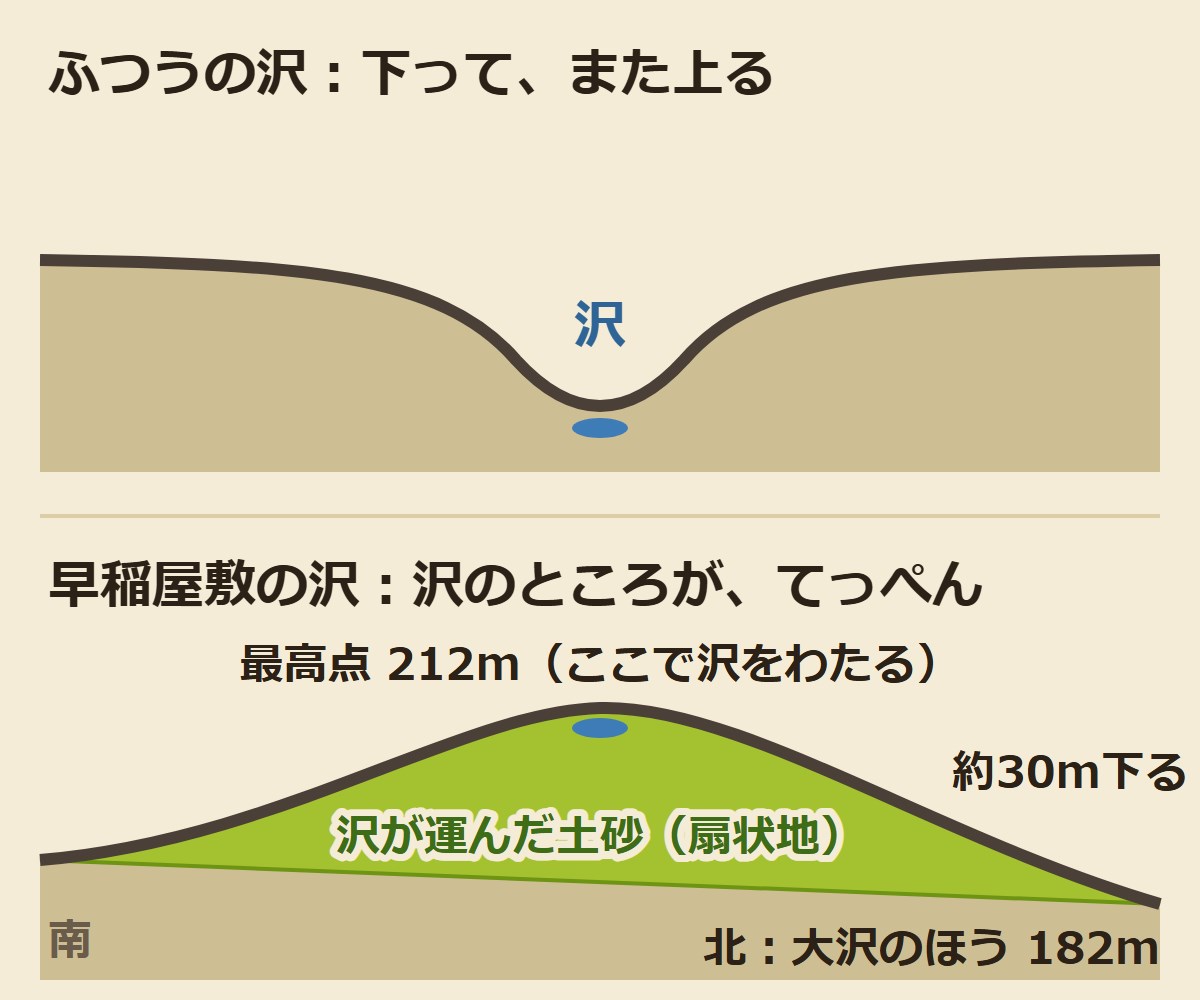 ふつうの沢：下って、また上る
沢
早稲屋敷の沢：沢のところが、てっぺん
最高点 212m（ここで沢をわたる）
約30m下る
沢が運んだ土砂（扇状地）
南
北：大沢のほう 182m